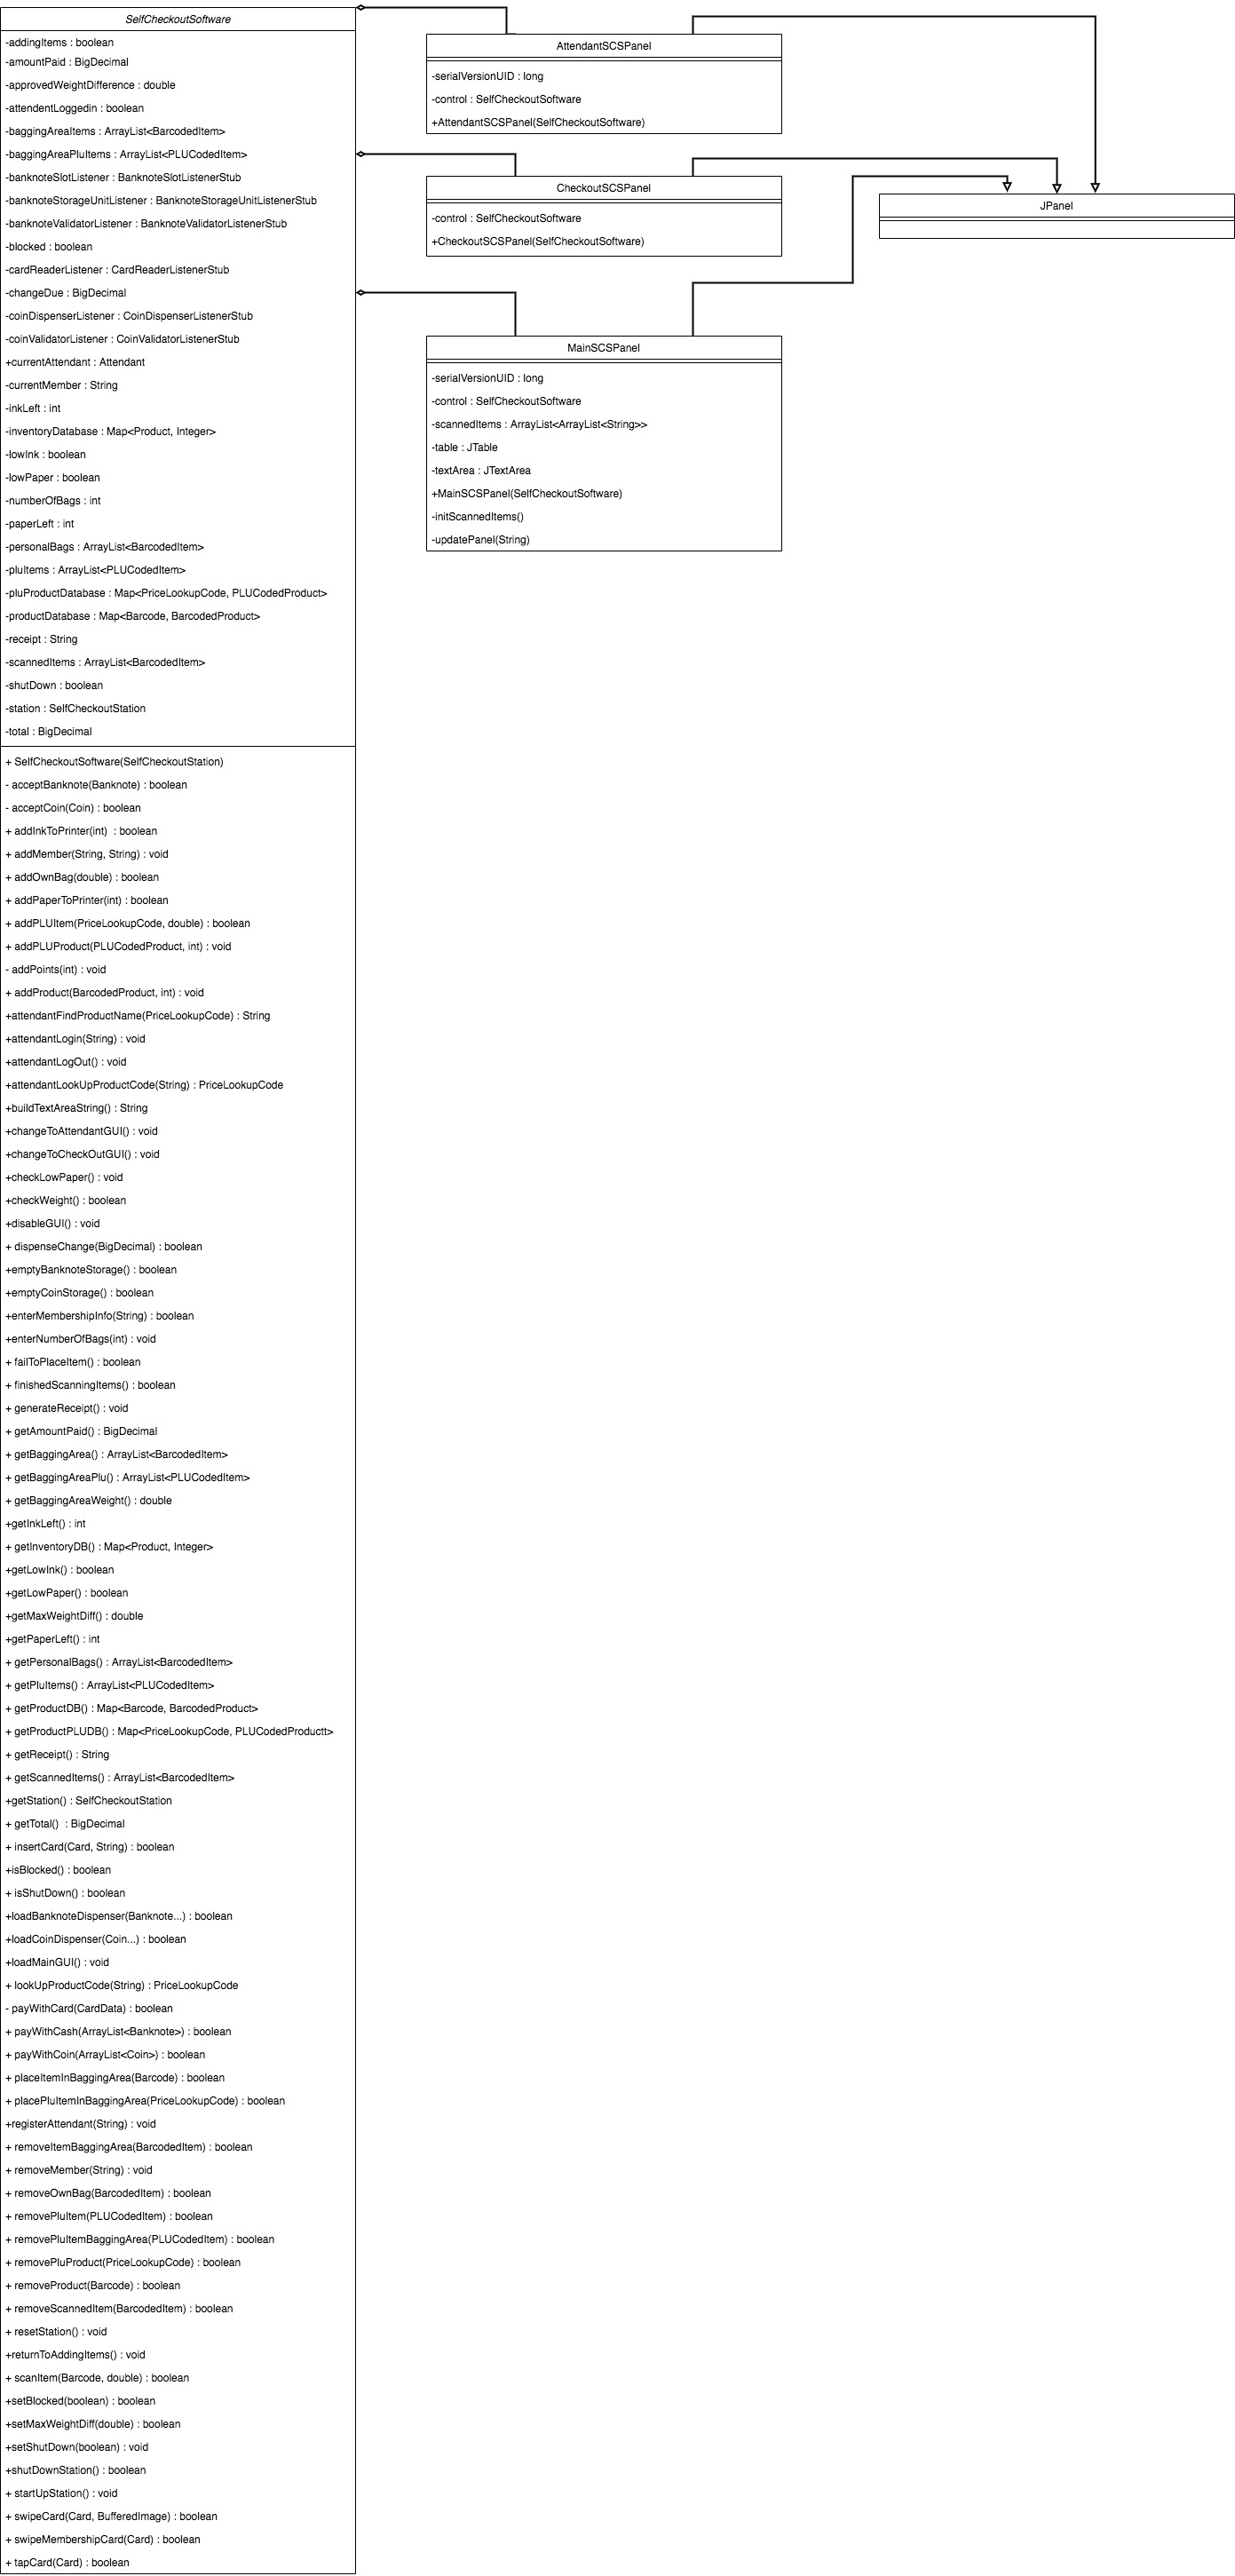 SelfCheckoutSoftware
-addingItems : boolean
-amountPaid : BigDecimal
-approvedWeightDifference : double
-attendentLoggedin : boolean
-baggingAreaItems : ArrayList<BarcodedItem>
-baggingAreaPluItems : ArrayList<PLUCodedItem>
-banknoteSlotListener : BanknoteSlotListenerStub
-banknoteStorageUnitListener : BanknoteStorageUnitListenerStub
-banknoteValidatorListener : BanknoteValidatorListenerStub
-blocked : boolean
-cardReaderListener : CardReaderListenerStub
-changeDue : BigDecimal
-coinDispenserListener : CoinDispenserListenerStub
-coinValidatorListener : CoinValidatorListenerStub
+currentAttendant : Attendant
-currentMember : String
-inkLeft : int
-inventoryDatabase : Map<Product, Integer>
-lowInk : boolean
-lowPaper : boolean
-numberOfBags : int
-paperLeft : int
-personalBags : ArrayList<BarcodedItem>
-pluItems : ArrayList<PLUCodedItem>
-pluProductDatabase : Map<PriceLookupCode, PLUCodedProduct>
-productDatabase : Map<Barcode, BarcodedProduct>
-receipt : String
-scannedItems : ArrayList<BarcodedItem>
-shutDown : boolean
-station : SelfCheckoutStation
-total : BigDecimal
+ SelfCheckoutSoftware(SelfCheckoutStation)
- acceptBanknote(Banknote) : boolean
- acceptCoin(Coin) : boolean
+ addInkToPrinter(int)  : boolean
+ addMember(String, String) : void
+ addOwnBag(double) : boolean
+ addPaperToPrinter(int) : boolean
+ addPLUItem(PriceLookupCode, double) : boolean
+ addPLUProduct(PLUCodedProduct, int) : void
- addPoints(int) : void
+ addProduct(BarcodedProduct, int) : void
+attendantFindProductName(PriceLookupCode) : String
+attendantLogin(String) : void
+attendantLogOut() : void
+attendantLookUpProductCode(String) : PriceLookupCode
+buildTextAreaString() : String
+changeToAttendantGUI() : void
+changeToCheckOutGUI() : void
+checkLowPaper() : void
+checkWeight() : boolean
+disableGUI() : void
+ dispenseChange(BigDecimal) : boolean
+emptyBanknoteStorage() : boolean
+emptyCoinStorage() : boolean
+enterMembershipInfo(String) : boolean
+enterNumberOfBags(int) : void
+ failToPlaceItem() : boolean
+ finishedScanningItems() : boolean
+ generateReceipt() : void
+ getAmountPaid() : BigDecimal
+ getBaggingArea() : ArrayList<BarcodedItem>
+ getBaggingAreaPlu() : ArrayList<PLUCodedItem>
+ getBaggingAreaWeight() : double
+getInkLeft() : int
+ getInventoryDB() : Map<Product, Integer>
+getLowInk() : boolean
+getLowPaper() : boolean
+getMaxWeightDiff() : double
+getPaperLeft() : int
+ getPersonalBags() : ArrayList<BarcodedItem>
+ getPluItems() : ArrayList<PLUCodedItem>
+ getProductDB() : Map<Barcode, BarcodedProduct>
+ getProductPLUDB() : Map<PriceLookupCode, PLUCodedProductt>
+ getReceipt() : String
+ getScannedItems() : ArrayList<BarcodedItem>
+getStation() : SelfCheckoutStation
+ getTotal()  : BigDecimal
+ insertCard(Card, String) : boolean
+isBlocked() : boolean
+ isShutDown() : boolean
+loadBanknoteDispenser(Banknote...) : boolean
+loadCoinDispenser(Coin...) : boolean
+loadMainGUI() : void
+ lookUpProductCode(String) : PriceLookupCode
- payWithCard(CardData) : boolean
+ payWithCash(ArrayList<Banknote>) : boolean
+ payWithCoin(ArrayList<Coin>) : boolean
+ placeItemInBaggingArea(Barcode) : boolean
+ placePluItemInBaggingArea(PriceLookupCode) : boolean
+registerAttendant(String) : void
+ removeItemBaggingArea(BarcodedItem) : boolean
+ removeMember(String) : void
+ removeOwnBag(BarcodedItem) : boolean
+ removePluItem(PLUCodedItem) : boolean
+ removePluItemBaggingArea(PLUCodedItem) : boolean
+ removePluProduct(PriceLookupCode) : boolean
+ removeProduct(Barcode) : boolean
+ removeScannedItem(BarcodedItem) : boolean
+ resetStation() : void
+returnToAddingItems() : void
+ scanItem(Barcode, double) : boolean
+setBlocked(boolean) : boolean
+setMaxWeightDiff(double) : boolean
+setShutDown(boolean) : void
+shutDownStation() : boolean
+ startUpStation() : void
+ swipeCard(Card, BufferedImage) : boolean
+ swipeMembershipCard(Card) : boolean
+ tapCard(Card) : boolean
AttendantSCSPanel
-serialVersionUID : long
-control : SelfCheckoutSoftware
+AttendantSCSPanel(SelfCheckoutSoftware)
CheckoutSCSPanel
-control : SelfCheckoutSoftware
+CheckoutSCSPanel(SelfCheckoutSoftware)
MainSCSPanel
-serialVersionUID : long
-control : SelfCheckoutSoftware
-scannedItems : ArrayList<ArrayList<String>>
-table : JTable
-textArea : JTextArea
+MainSCSPanel(SelfCheckoutSoftware)
-initScannedItems()
-updatePanel(String)
JPanel